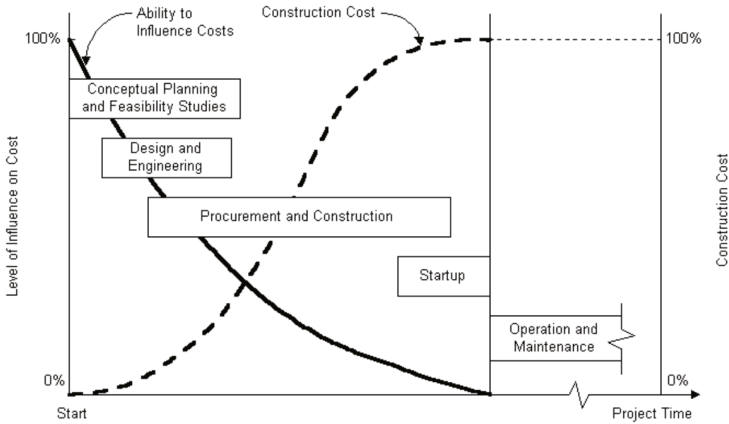 Ability to
Influence Costs
Construction Cost
100%
100%
Conceptual Planning
and Feasibility Studies
Design and
Engineering
Procurement and Construction
Startup
Operation and
Maintenance
Level of Influence on Cost
Construction Cost
0%
0%
Start
Project Time